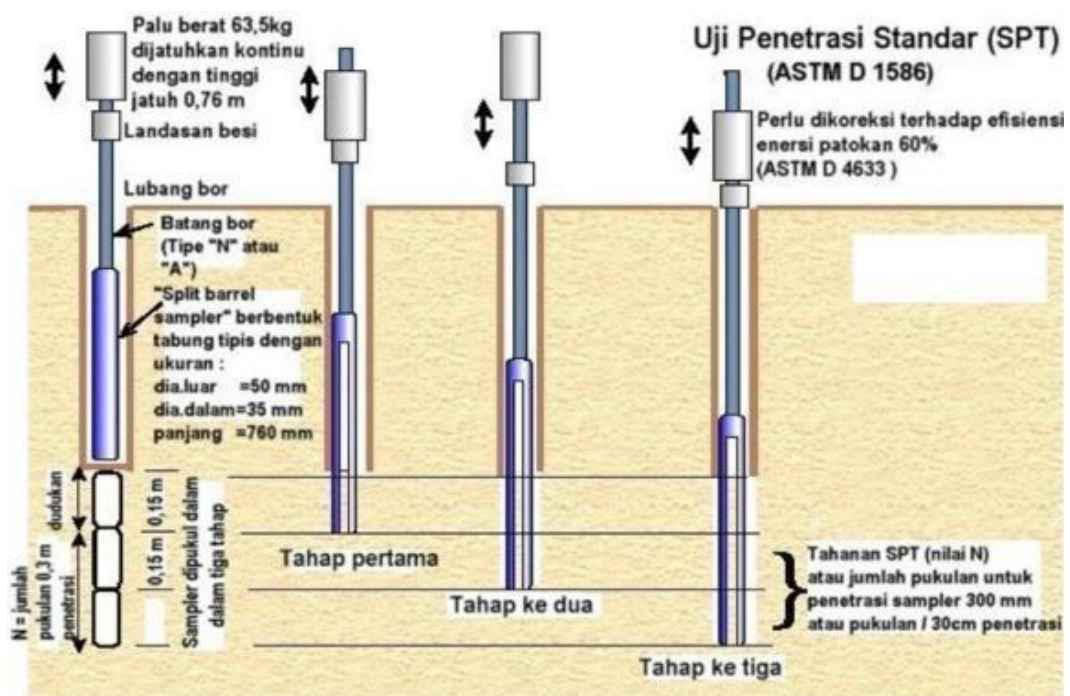 Palu berat 63,5kg
dijatuhkan kontinu
dengan tinggi
jatuh 0,76 m
Landasan besi
Lubang bor
Batang bor
(Tipe "N" atau
"A")
"Split barrel
sampler" berbentuk
tabung tipis dengan
ukuran :
dia.luar =50 mm
dia.dalam=35 mm
panjang =760 mm
Uji Penetrasi Standar (SPT)
(ASTM D 1586)
Perlu dikoreksi terhadap efisiensi
enersi patokan 60%
(ASTM D 4633 )
dudukan
N = jumlah
pukulan 0,3 m
penetrasi
0,15 m
0,15 m
Sampler dipukul dalam
dalam tiga tahap
Tahap pertama
Tahap ke dua
Tahap ke tiga
Tahanan SPT (nilai N)
atau jumlah pukulan untuk
penetrasi sampler 300 mm
atau pukulan / 30cm penetrasi